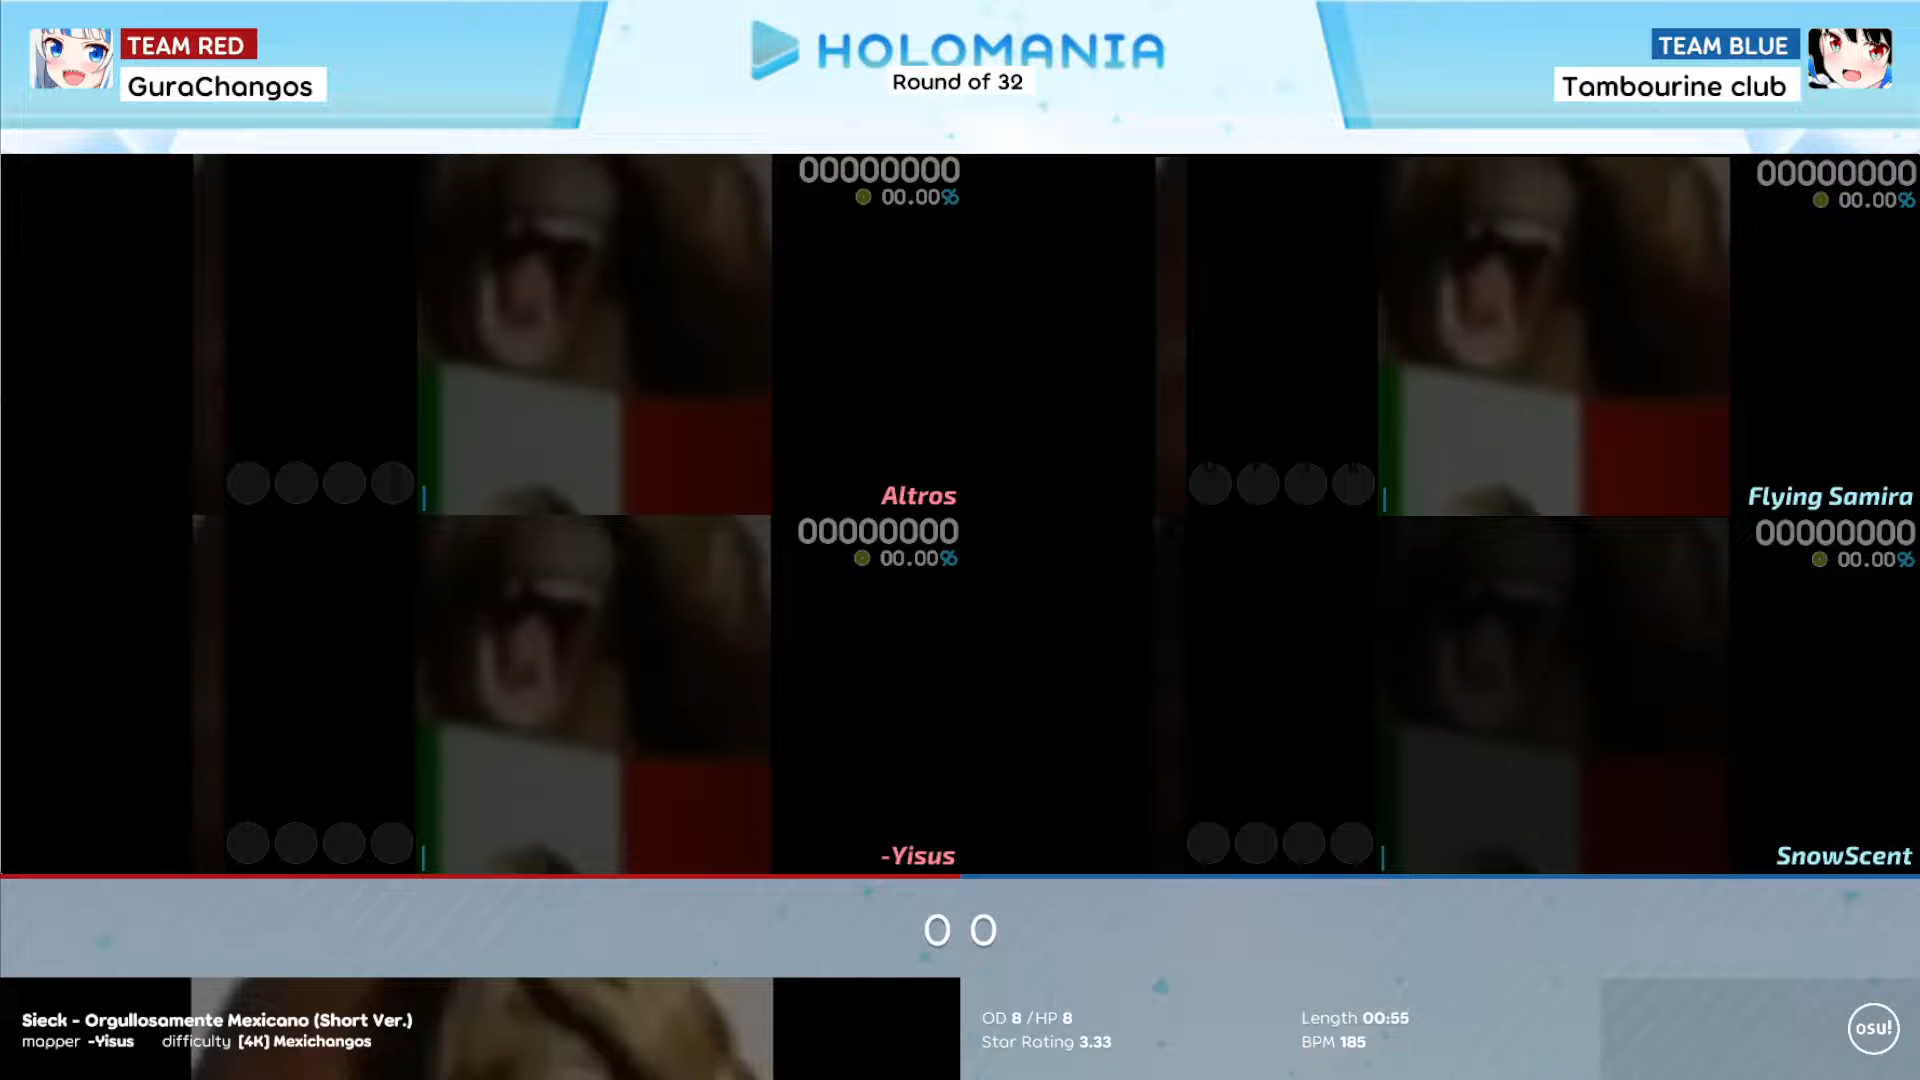 TEAM RED
GuraChangos
HOLOMANIA
Round of 32
TEAM BLUE
Tambourine club
00000000
00.00%
Altros
00000000
00.00%
Flying Samira
00000000
00.00%
-Yisus
00000000
00.00%
SnowScent
0 0
Sieck - Orgullosamente Mexicano (Short Ver.)
mapper -Yisus difficulty [4K] Mexichangos
OD 8 / HP 8
Star Rating 3.33
Length 00:55
BPM 185
osu!